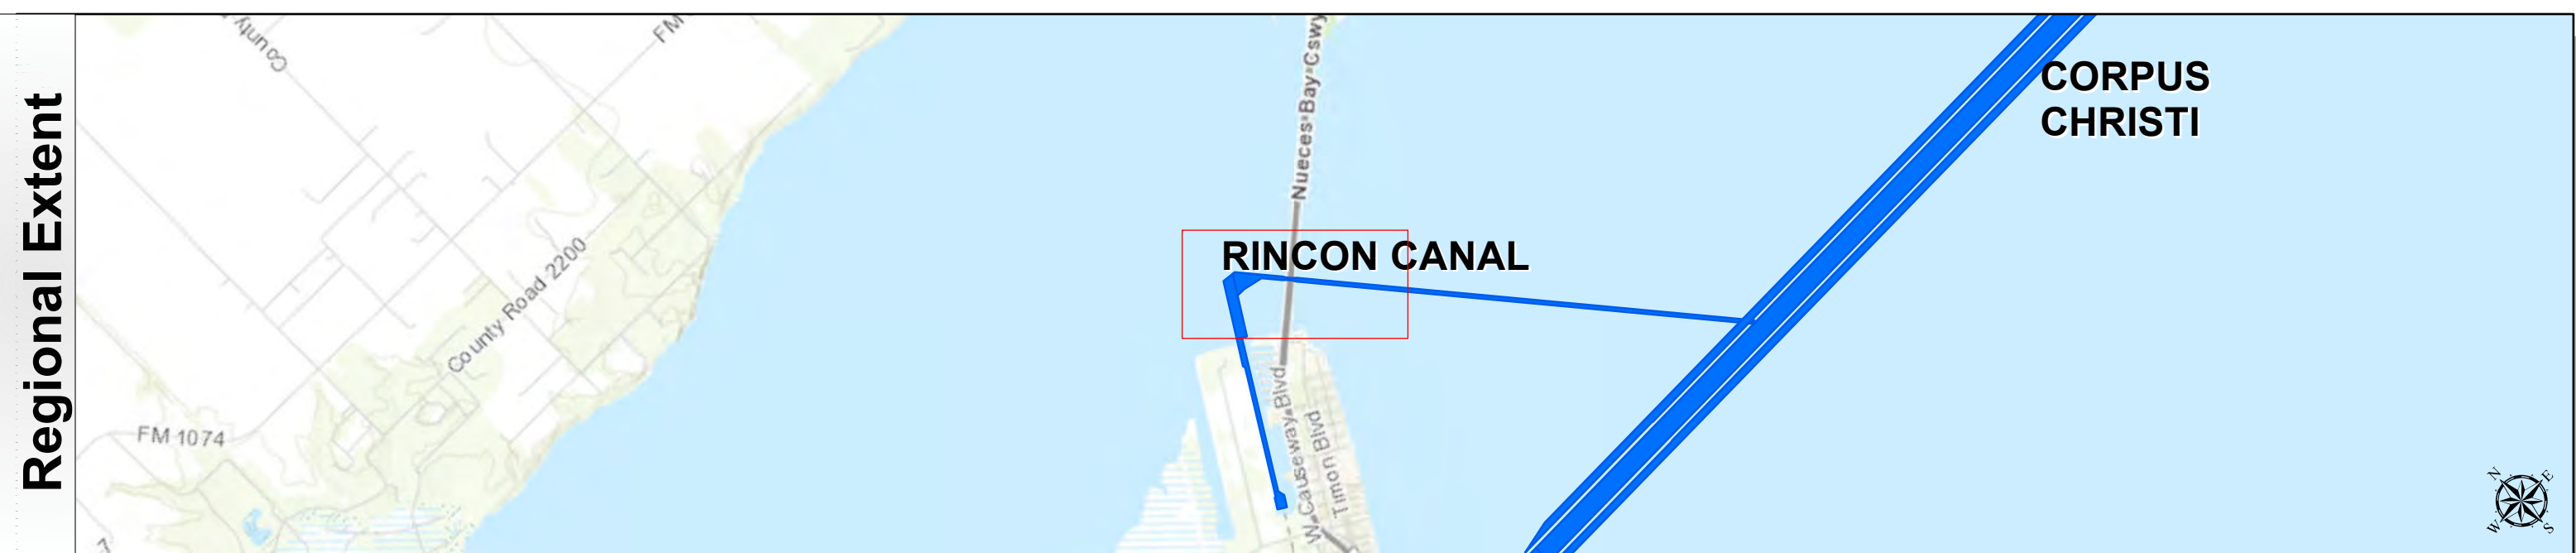 Regional Extent
County
FM
Nueces Bay Cswy
CORPUS
CHRISTI
RINCON CANAL
County Road 2200
FM 1074
W Causeway Blvd
Timon Blvd
7
N
E
W
S